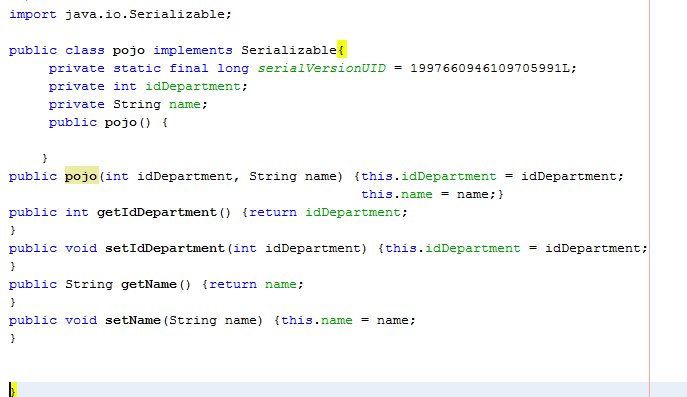 import java.io.Serializable;
public class pojo implements Serializable{
private static final long serialVersionUID = 1997660946109705991L;
private int idDepartment;
private String name;
public pojo() {
}
public pojo(int idDepartment, String name) {this.idDepartment = idDepartment;
this.name = name;}
public int getIdDepartment() {return idDepartment;
}
public void setIdDepartment(int idDepartment) {this.idDepartment = idDepartment;
}
public String getName() {return name;
}
public void setName(String name) {this.name = name;
}
}